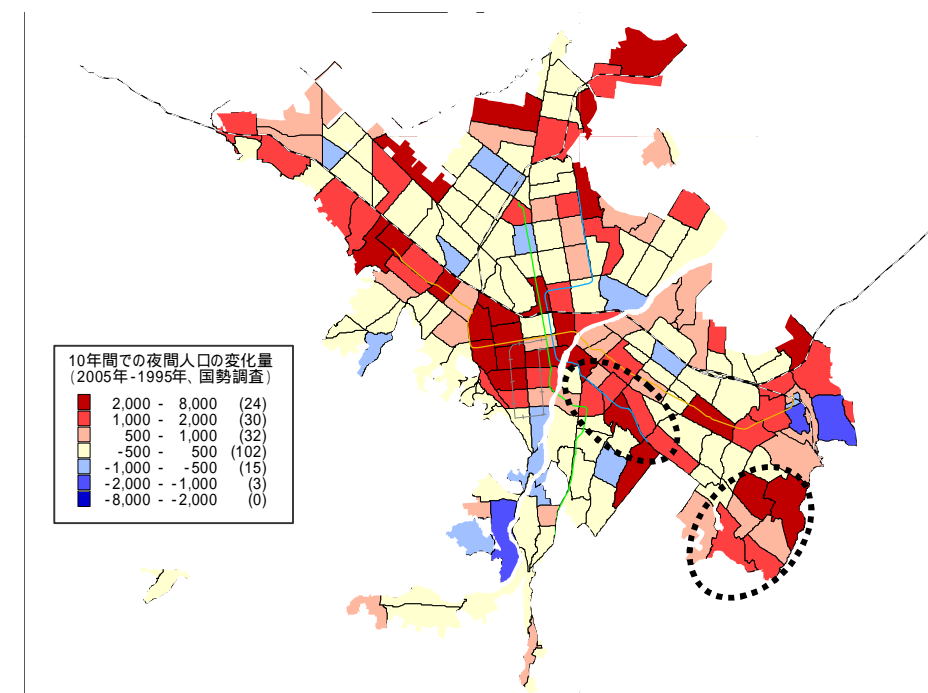 10年間での夜間人口の変化量
(2005年-1995年、国勢調査)
2,000 - 8,000 (24)
1,000 - 2,000 (30)
500 - 1,000 (32)
-500 - 500 (102)
-1,000 - -500 (15)
-2,000 - -1,000 (3)
-8,000 - -2,000 (0)